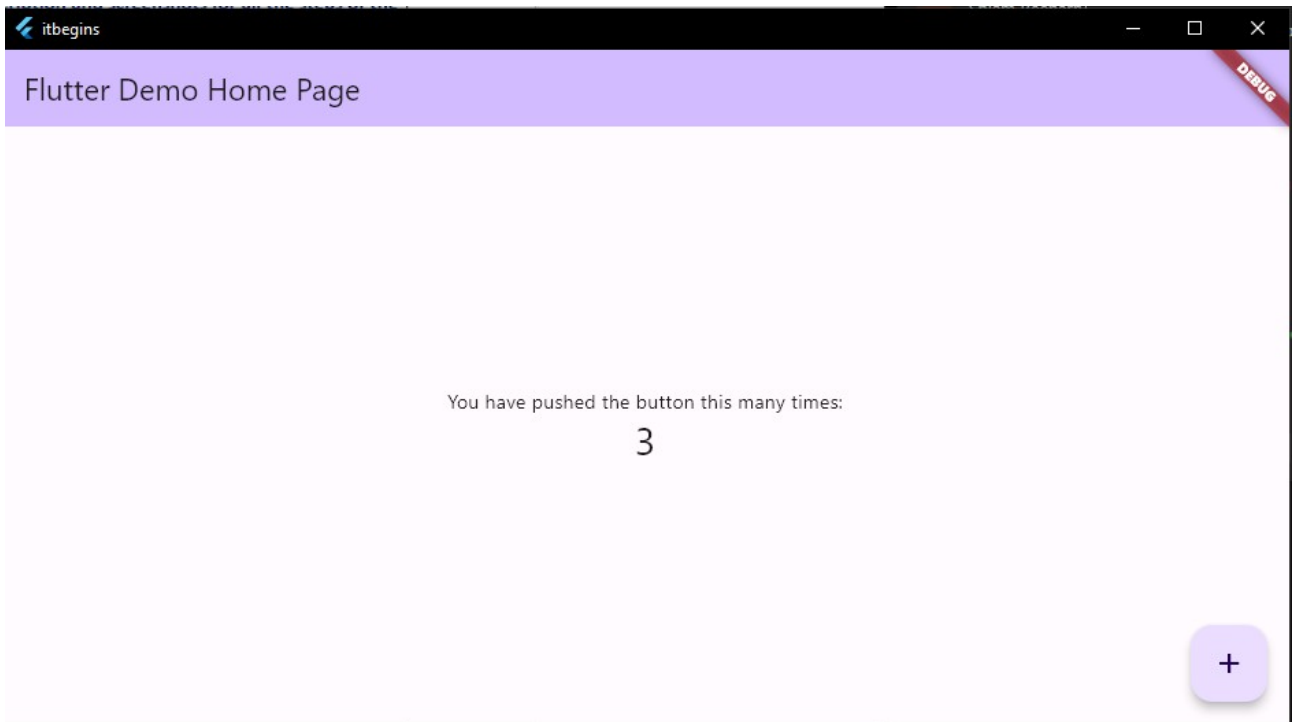 itbegins
Flutter Demo Home Page
DEBUG
You have pushed the button this many times:
3
+